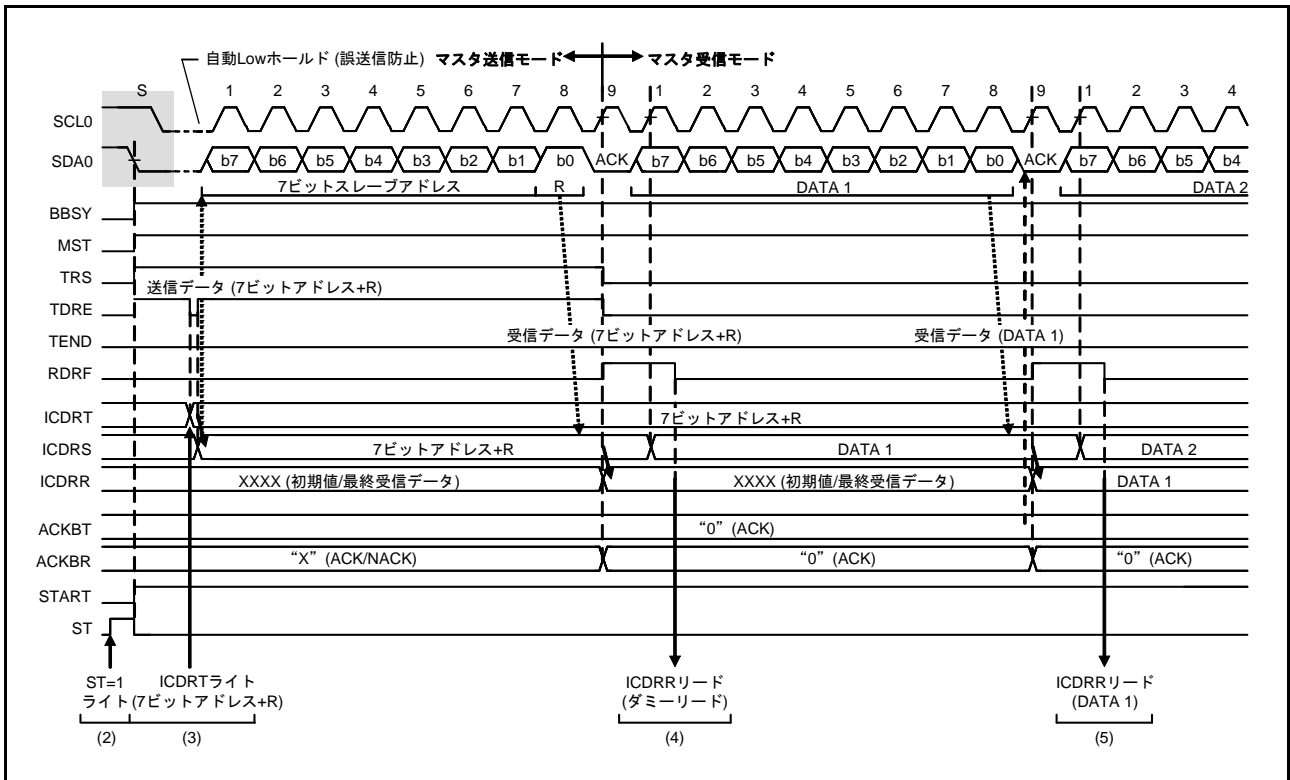 自動Lowホールド (誤送信防止) マスタ送信モード マスタ受信モード
S 1 2 3 4 5 6 7 8 9 1 2 3 4 5 6 7 8 9 1 2 3 4
SCL0
SDA0 b7 b6 b5 b4 b3 b2 b1 b0 ACK b7 b6 b5 b4 b3 b2 b1 b0 ACK b7 b6 b5 b4
7ビットスレーブアドレス R DATA 1 DATA 2
BBSY
MST
TRS
送信データ (7ビットアドレス+R)
TDRE
受信データ (7ビットアドレス+R) 受信データ (DATA 1)
TEND
RDRF
ICDRT 7ビットアドレス+R
ICDRS 7ビットアドレス+R DATA 1 DATA 2
ICDRR XXXX (初期値/最終受信データ) XXXX (初期値/最終受信データ) DATA 1
ACKBT “0” (ACK)
ACKBR “X” (ACK/NACK) “0” (ACK) “0” (ACK)
START
ST
ST=1 ICDRTライト ICDRRリード ICDRRリード
ライト (7ビットアドレス+R) (ダミーリード) (DATA 1)
(2) (3) (4) (5)